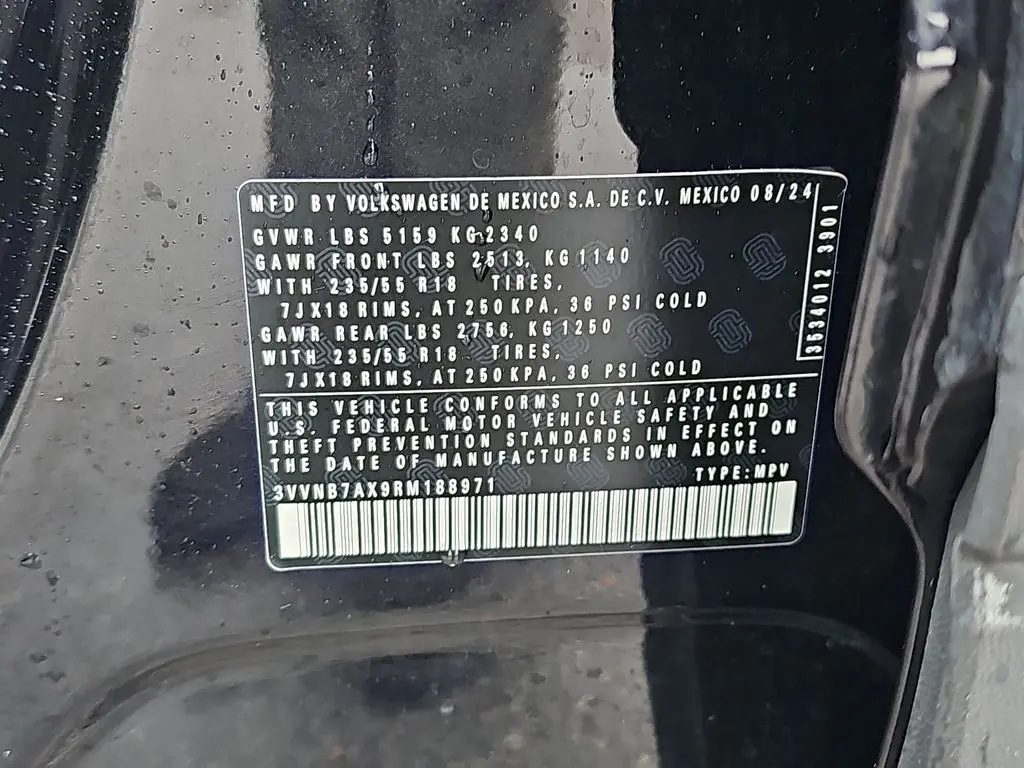 MFD BY VOLKSWAGEN DE MEXICO S.A. DE C.V. MEXICO 08/24
GVWR LBS 5159 KG 2340
GAWR FRONT LBS 2513, KG 1140
WITH 235/55 R18 TIRES,
7JX18 RIMS, AT 250 KPA, 36 PSI COLD
GAWR REAR LBS 2756, KG 1250
WITH 235/55 R18 TIRES,
7JX18 RIMS, AT 250 KPA, 36 PSI COLD
3534012 3901
THIS VEHICLE CONFORMS TO ALL APPLICABLE
U.S. FEDERAL MOTOR VEHICLE SAFETY AND
THEFT PREVENTION STANDARDS IN EFFECT ON
THE DATE OF MANUFACTURE SHOWN ABOVE.
3VVNB7AX9RM188971 TYPE:MPV